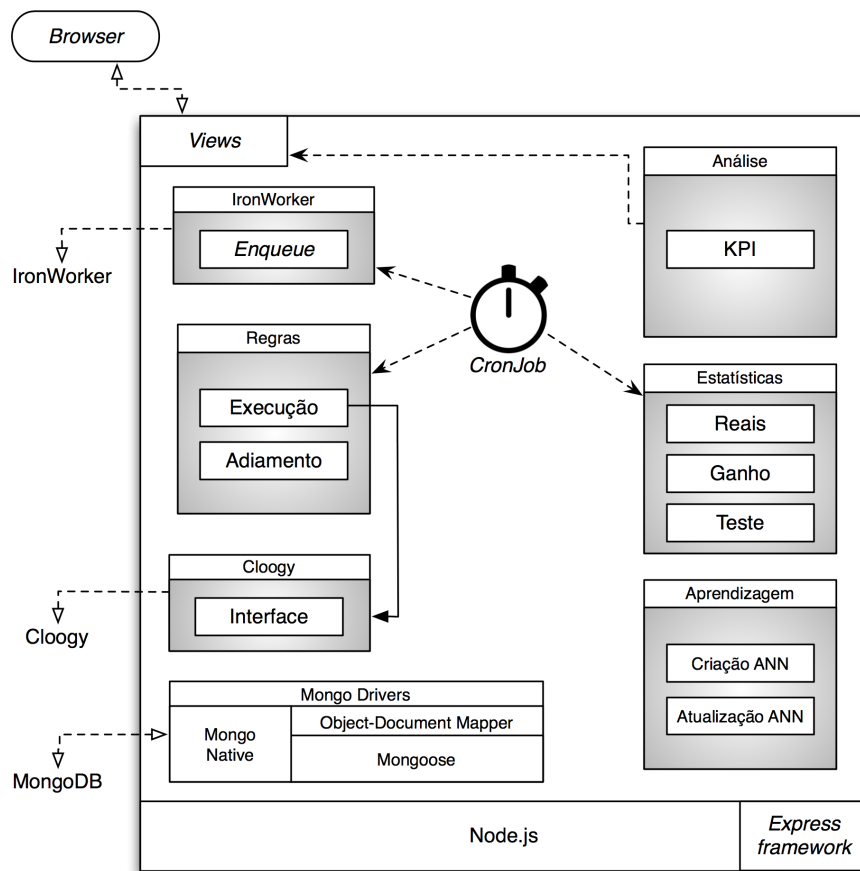 Browser
Views
Análise
KPI
IronWorker
Enqueue
IronWorker
CronJob
Regras
Execução
Adiamento
Estatísticas
Reais
Ganho
Teste
Cloogy
Interface
Cloogy
Aprendizagem
Criação ANN
Atualização ANN
Mongo Drivers
Mongo
Native
Object-Document Mapper
Mongoose
MongoDB
Node.js
Express
framework